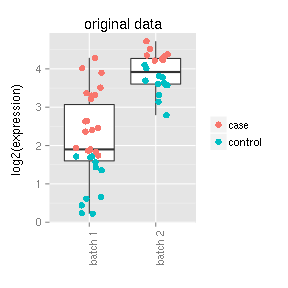 original data
log2(expression)
4
3
2
1
0
batch 1
batch 2
case
control